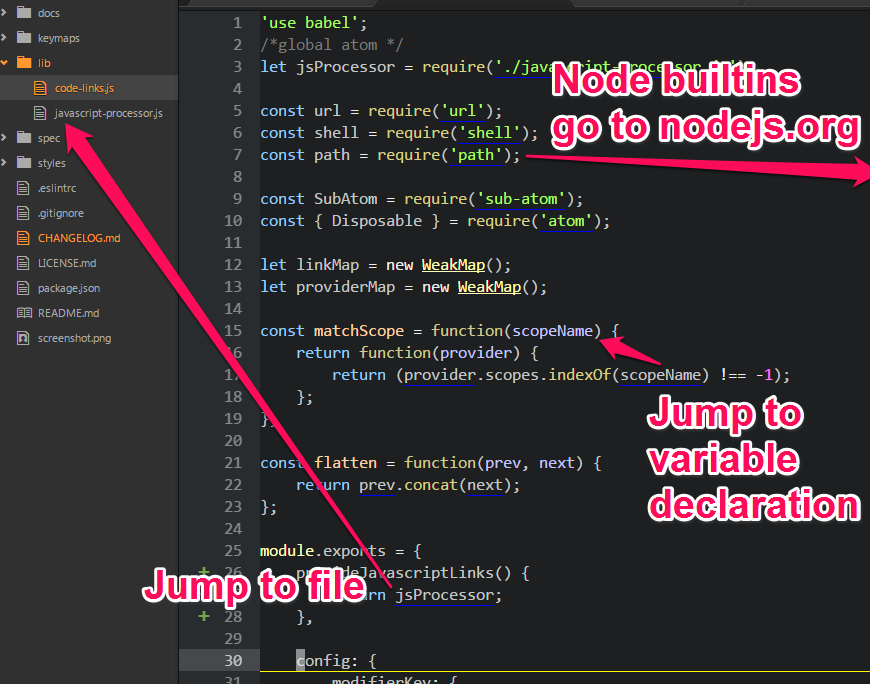 docs
keymaps
lib
code-links.js
javascript-processor.js
spec
styles
.eslintrc
.gitignore
CHANGELOG.md
LICENSE.md
package.json
README.md
screenshot.png
1 'use babel';
2 /*global atom */
3 let jsProcessor = require('./
4
5 const url = require('url');
6 const shell = require('shell');
7 const path = require('path');
8
9 const SubAtom = require('sub-atom');
10 const { Disposable } = require('atom');
11
12 let linkMap = new WeakMap();
13 let providerMap = new WeakMap();
14
15 const matchScope = function(scopeName) {
16 return function(provider) {
17 return (provider.scopes.indexOf(scopeName) !== -1);
18 };
19 }
20
21 const flatten = function(prev, next) {
22 return prev.concat(next);
23 };
24
25 module.exports = {
26 JavascriptLinks() {
jsProcessor;
+ 28 },
29
30 config: {
31 modifierKey: {
Node builtins
go to nodejs.org
Jump to
variable
declaration
Jump to file